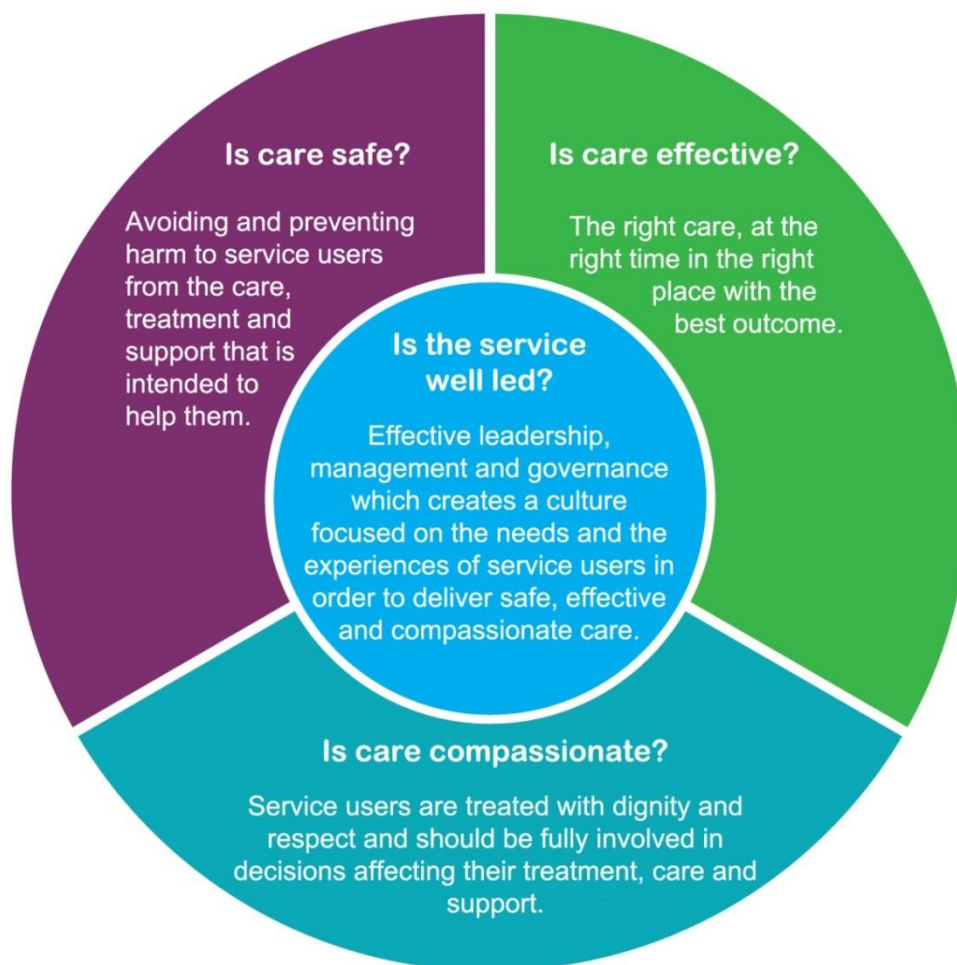 Is care safe?
Avoiding and preventing
harm to service users
from the care,
treatment and
support that is
intended to
help them.
Is care effective?
The right care, at the
right time in the right
place with the
best outcome.
Is the service
well led?
Effective leadership,
management and governance
which creates a culture
focused on the needs and the
experiences of service users in
order to deliver safe, effective
and compassionate care.
Is care compassionate?
Service users are treated with dignity and
respect and should be fully involved in
decisions affecting their treatment, care and
support.